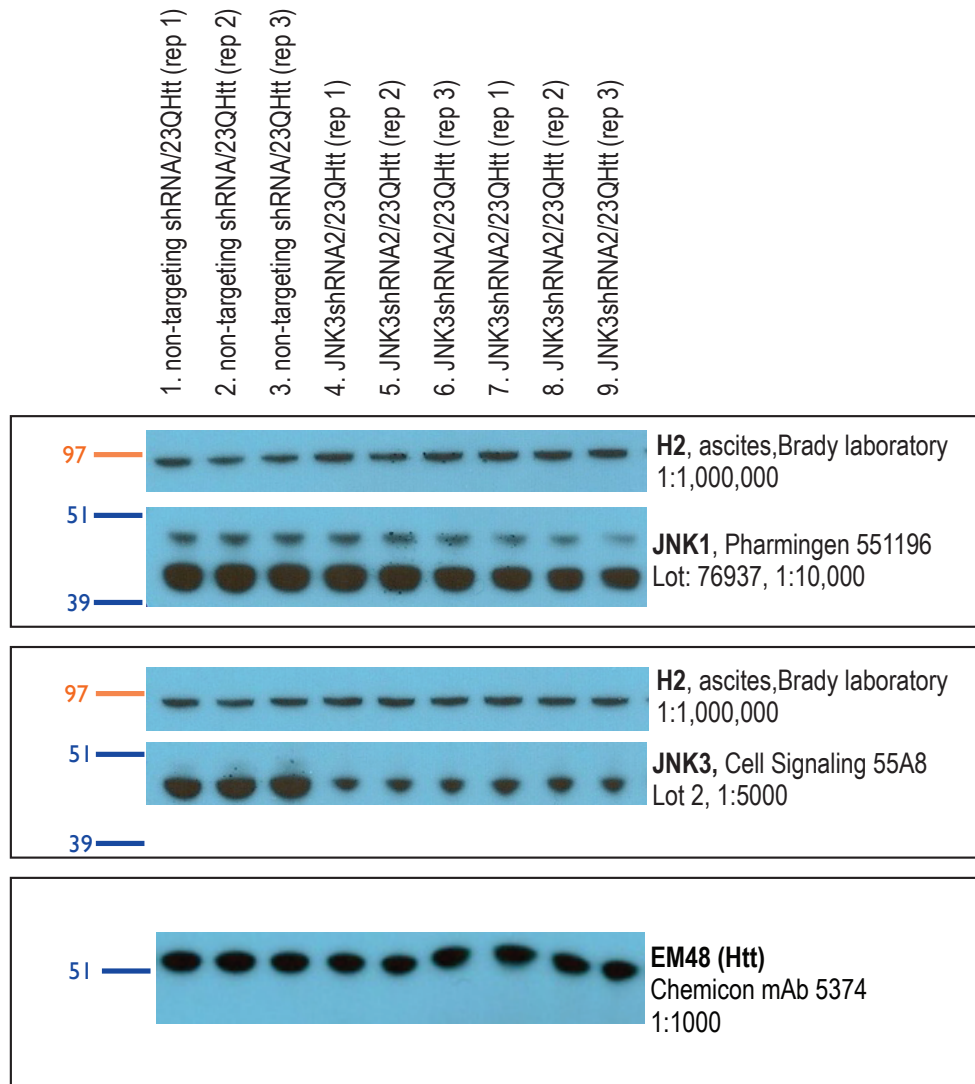 1. non-targeting shRNA/23QHtt (rep 1)
2. non-targeting shRNA/23QHtt (rep 2)
3. non-targeting shRNA/23QHtt (rep 3)
4. JNK3shRNA2/23QHtt (rep 1)
5. JNK3shRNA2/23QHtt (rep 2)
6. JNK3shRNA2/23QHtt (rep 3)
7. JNK3shRNA2/23QHtt (rep 1)
8. JNK3shRNA2/23QHtt (rep 2)
9. JNK3shRNA2/23QHtt (rep 3)
97
H2, ascites,Brady laboratory
1:1,000,000
51
JNK1, Pharmingen 551196
Lot: 76937, 1:10,000
39
97
H2, ascites,Brady laboratory
1:1,000,000
51
JNK3, Cell Signaling 55A8
Lot 2, 1:5000
39
51
EM48 (Htt)
Chemicon mAb 5374
1:1000